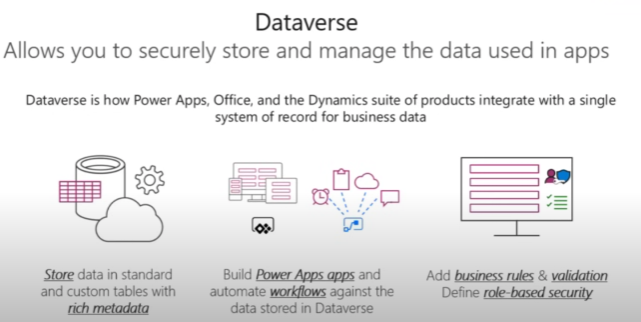 Dataverse
Allows you to securely store and manage the data used in apps
Dataverse is how Power Apps, Office, and the Dynamics suite of products integrate with a single
system of record for business data
Store data in standard
and custom tables with
rich metadata
Build Power Apps apps and
automate workflows against the
data stored in Dataverse
Add business rules & validation
Define role-based security